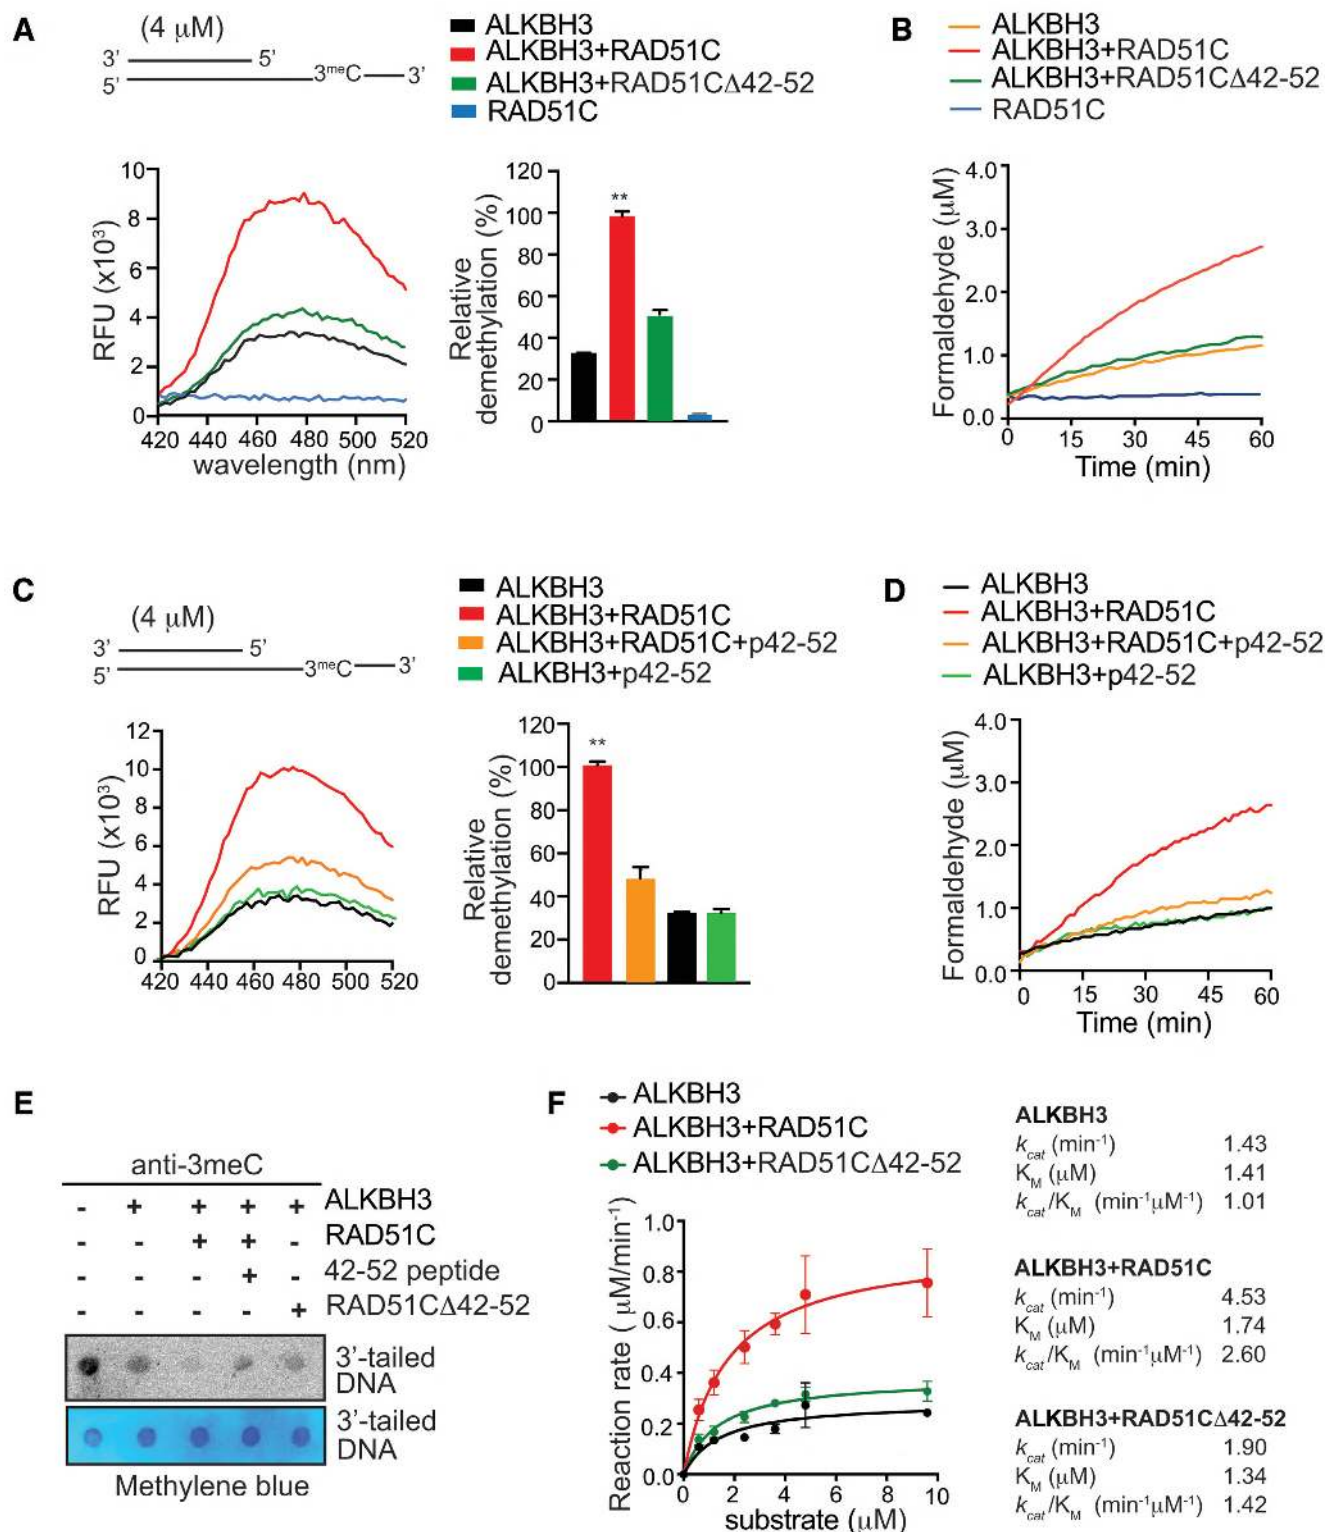 A
(4 μM)
3' 5'
5' 3meC 3'
ALKBH3
ALKBH3+RAD51C
ALKBH3+RAD51CΔ42-52
RAD51C
RFU (x10³)
10
8
6
4
2
0
420 440 460 480 500 520
wavelength (nm)
Relative
demethylation (%)
120
100
80
60
40
20
0
**
B
ALKBH3
ALKBH3+RAD51C
ALKBH3+RAD51CΔ42-52
RAD51C
Formaldehyde (μM)
4.0
3.0
2.0
1.0
0.0
0 15 30 45 60
Time (min)
C
(4 μM)
3' 5'
5' 3meC 3'
ALKBH3
ALKBH3+RAD51C
ALKBH3+RAD51C+p42-52
ALKBH3+p42-52
RFU (x10³)
12
10
8
6
4
2
0
420 440 460 480 500 520
Relative
demethylation (%)
120
100
80
60
40
20
0
**
D
ALKBH3
ALKBH3+RAD51C
ALKBH3+RAD51C+p42-52
ALKBH3+p42-52
Formaldehyde (μM)
4.0
3.0
2.0
1.0
0.0
0 15 30 45 60
Time (min)
E
anti-3meC
- + + + + ALKBH3
- - + + - RAD51C
- - - + - 42-52 peptide
- - - - + RAD51CΔ42-52
3'-tailed
DNA
3'-tailed
DNA
Methylene blue
F
ALKBH3
ALKBH3+RAD51C
ALKBH3+RAD51CΔ42-52
Reaction rate ( μM/min⁻¹)
1.0
0.8
0.6
0.4
0.2
0.0
0 2 4 6 8 10
substrate (μM)
ALKBH3
kcat (min⁻¹) 1.43
KM (μM) 1.41
kcat/KM (min⁻¹μM⁻¹) 1.01
ALKBH3+RAD51C
kcat (min⁻¹) 4.53
KM (μM) 1.74
kcat/KM (min⁻¹μM⁻¹) 2.60
ALKBH3+RAD51CΔ42-52
kcat (min⁻¹) 1.90
KM (μM) 1.34
kcat/KM (min⁻¹μM⁻¹) 1.42